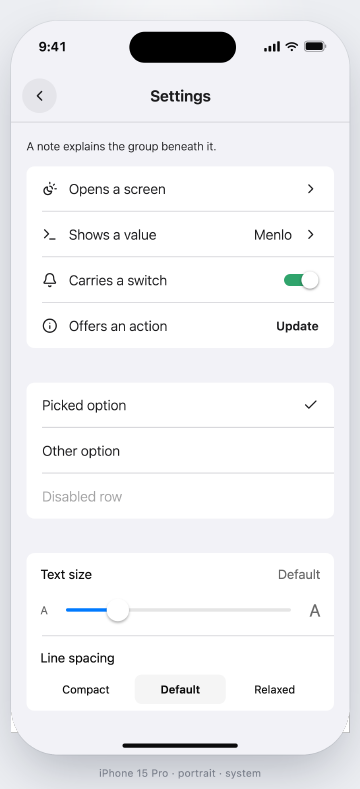 9:41
Settings
A note explains the group beneath it.
Opens a screen
Shows a value Menlo
Carries a switch
Offers an action Update
Picked option
Other option
Disabled row
Text size Default
A A
Line spacing
Compact Default Relaxed
iPhone 15 Pro · portrait · system